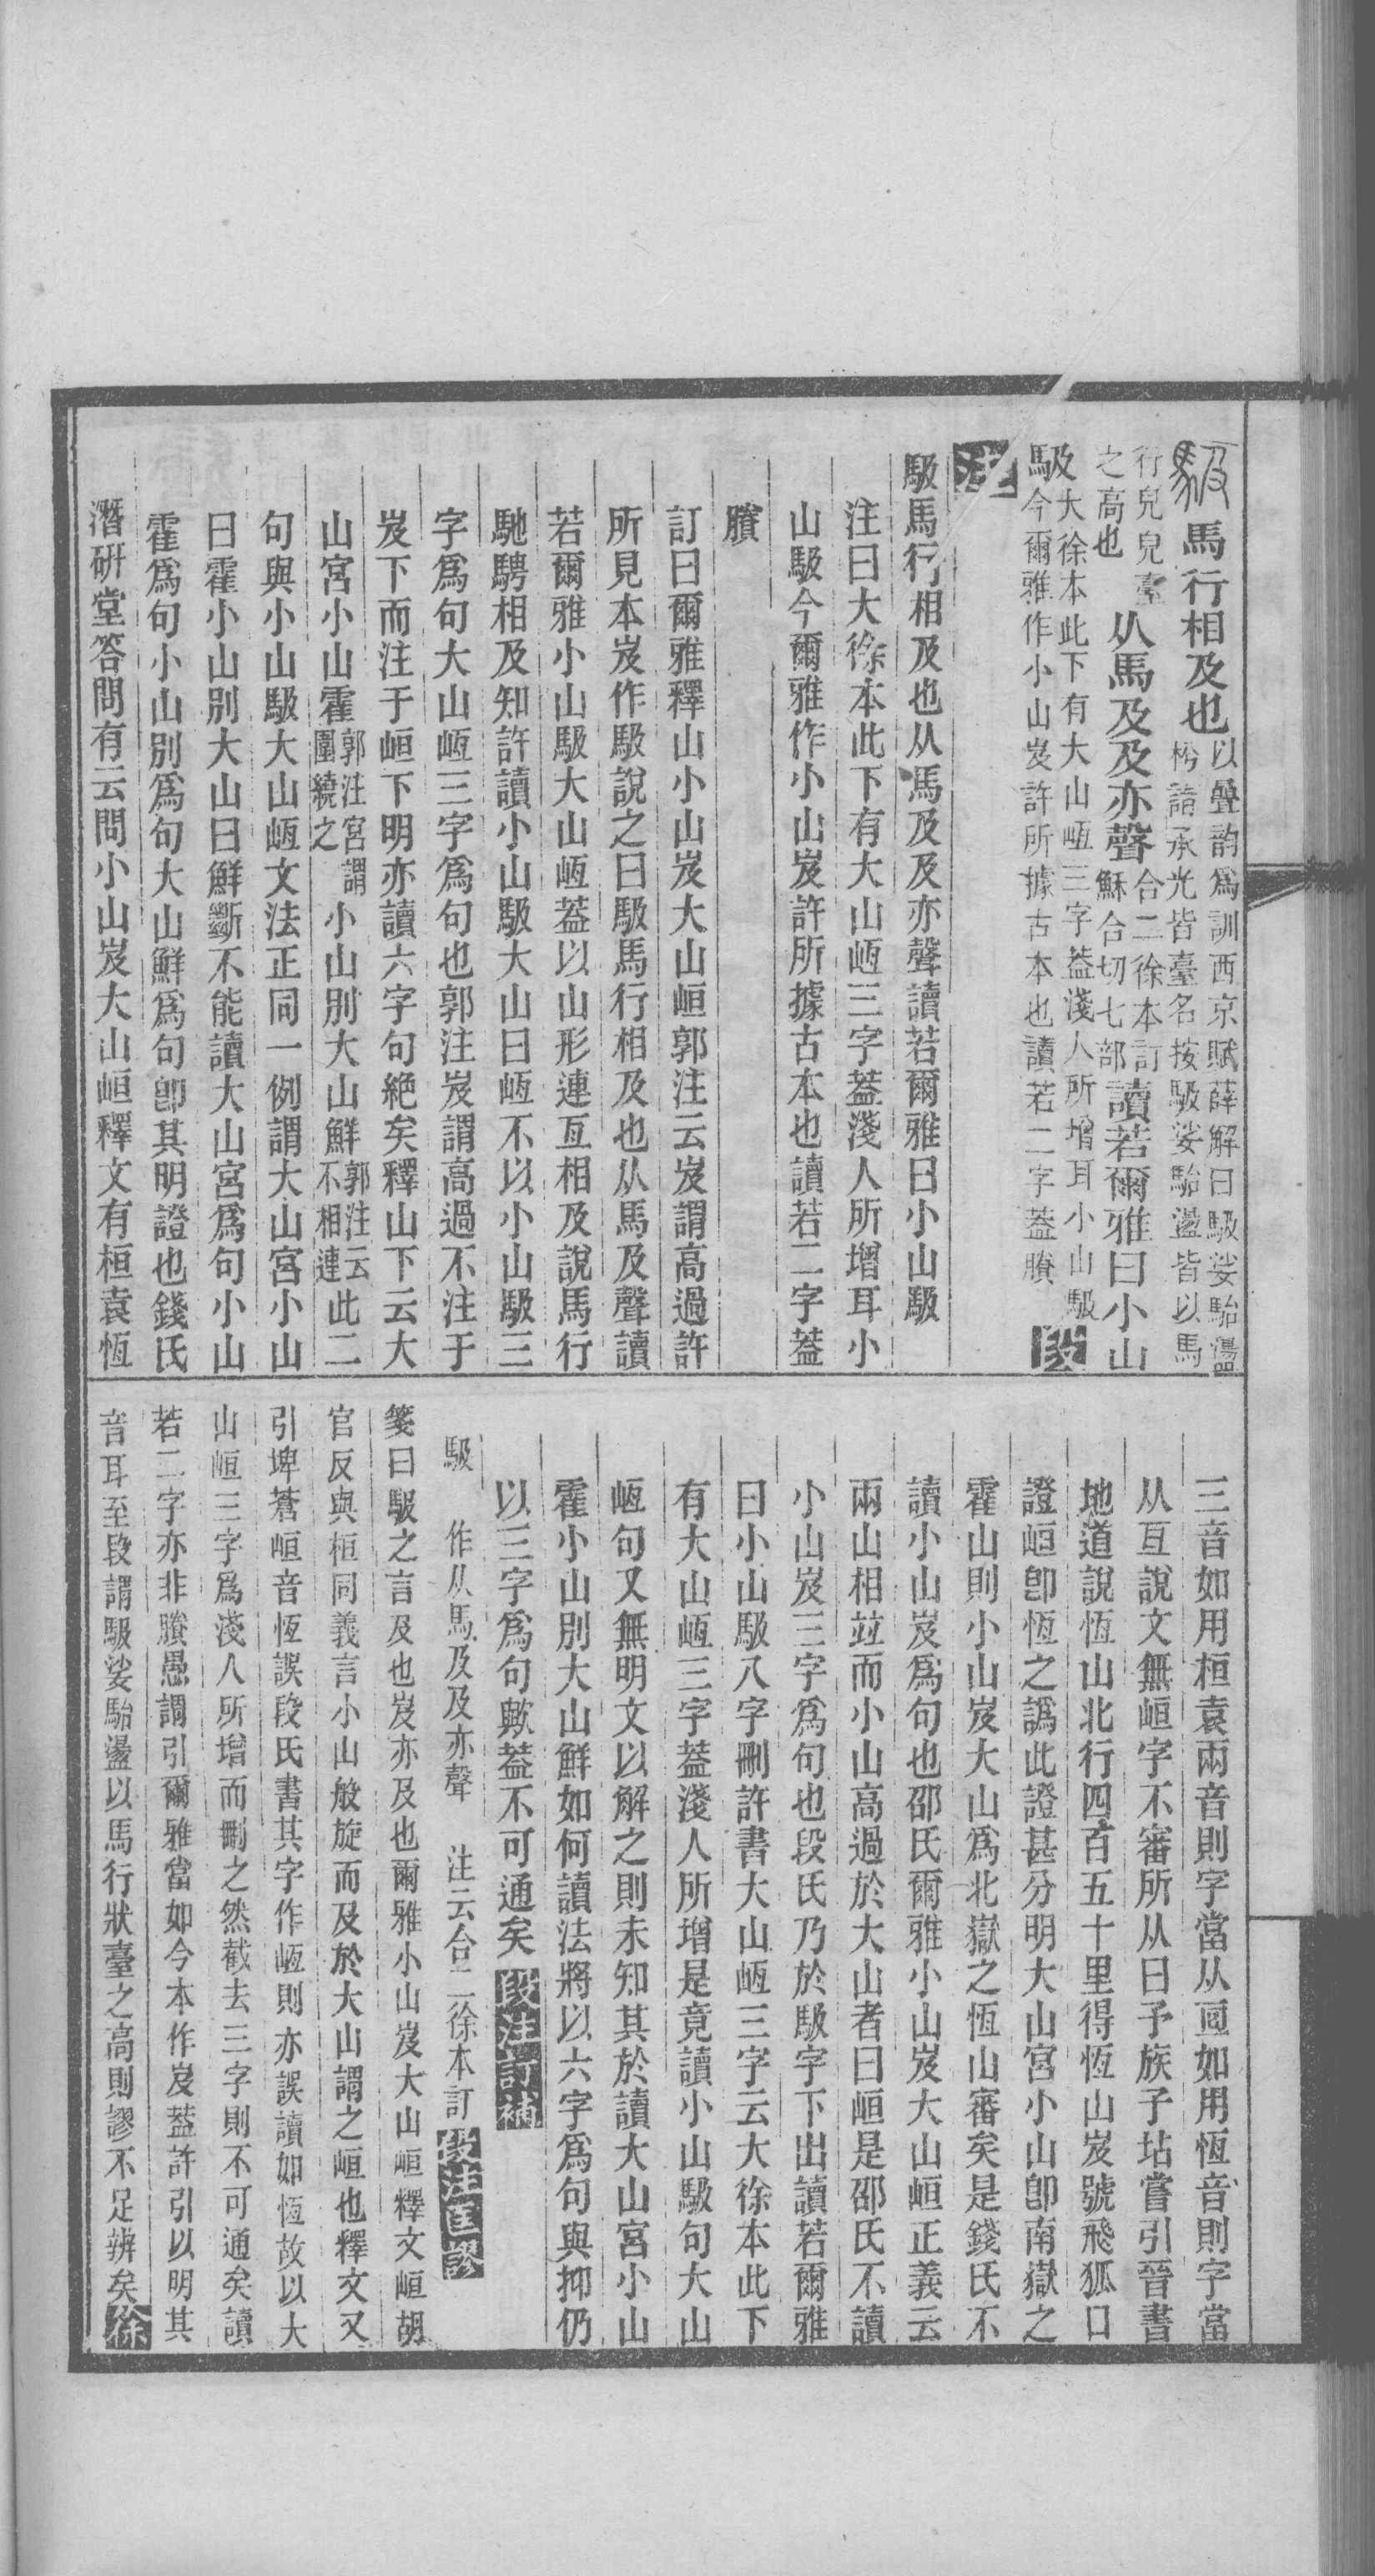 馺馬行相及也以疊韵爲訓西京賦薛解曰馺娑駘盪
枍詣承光皆臺名按馺娑駘盪皆以馬
行皃皃臺
之高也从馬及及亦聲合二徐本訂
穌合切七部讀若爾雅曰小山
馺大徐本此下有大山峘三字葢淺人所增耳小山馺
今爾雅作小山岌許所據古本也讀若二字葢賸段
注
馺馬行相及也从馬及及亦聲讀若爾雅曰小山馺
注曰大徐本此下有大山峘三字葢淺人所增耳小
山馺今爾雅作小山岌許所據古本也讀若二字葢
賸
訂曰爾雅釋山小山岌大山峘郭注云岌謂高過許
所見本岌作馺說之曰馺馬行相及也从馬及聲讀
若爾雅小山馺大山峘葢以山形連亙相及說馬行
馳騁相及知許讀小山馺大山曰峘不以小山馺三
字爲句大山峘三字爲句也郭注岌謂高過不注于
岌下而注于峘下明亦讀六字句絶矣釋山下云大
山宮小山霍郭注宮謂
圍繞之小山別大山鮮郭注云
不相連此二
句與小山馺大山峘文法正同一例謂大山宮小山
曰霍小山別大山曰鮮斷不能讀大山宮爲句小山
霍爲句小山別爲句大山鮮爲句卽其明證也錢氏
潛硏堂答問有云問小山岌大山峘釋文有桓袁恆
三音如用桓袁兩音則字當从亘如用恆音則字當
从亙說文無峘字不審所从曰予族子坫嘗引晉書
地道說恆山北行四百五十里得恆山岌號飛狐口
證峘卽恆之譌此證甚分明大山宮小山卽南嶽之
霍山則小山岌大山爲北嶽之恆山審矣是錢氏不
讀小山岌爲句也邵氏爾雅小山岌大山峘正義云
兩山相竝而小山高過於大山者曰峘是邵氏不讀
小山岌三字爲句也段氏乃於馺字下出讀若爾雅
曰小山馺八字刪許書大山峘三字云大徐本此下
有大山峘三字葢淺人所增是竟讀小山馺句大山
峘句又無明文以解之則未知其於讀大山宮小山
霍小山別大山鮮如何讀法將以六字爲句與抑仍
以三字爲句歟葢不可通矣段注訂補
馺　作从馬及及亦聲　注云合二徐本訂段注匡謬
箋曰馺之言及也岌亦及也爾雅小山岌大山峘釋文峘胡
官反與桓同義言小山般旋而及於大山謂之峘也釋文又
引埤蒼峘音恆誤段氏書其字作峘則亦誤讀如恆故以大
山峘三字爲淺人所增而刪之然截去三字則不可通矣讀
若二字亦非賸愚謂引爾雅當如今本作岌葢許引以明其
音耳至段謂馺娑駘盪以馬行狀臺之高則謬不足辨矣徐